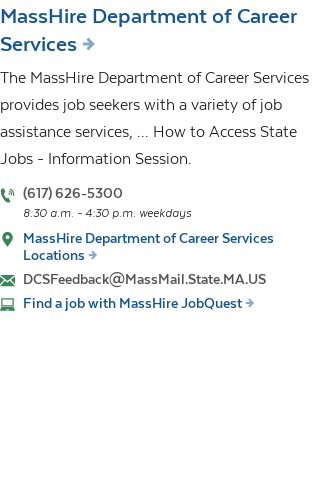 MassHire Department of Career
Services
The MassHire Department of Career Services
provides job seekers with a variety of job
assistance services, ... How to Access State
Jobs - Information Session.
(617) 626-5300
8:30 a.m. - 4:30 p.m. weekdays
MassHire Department of Career Services
Locations
DCSFeedback@MassMail.State.MA.US
Find a job with MassHire JobQuest